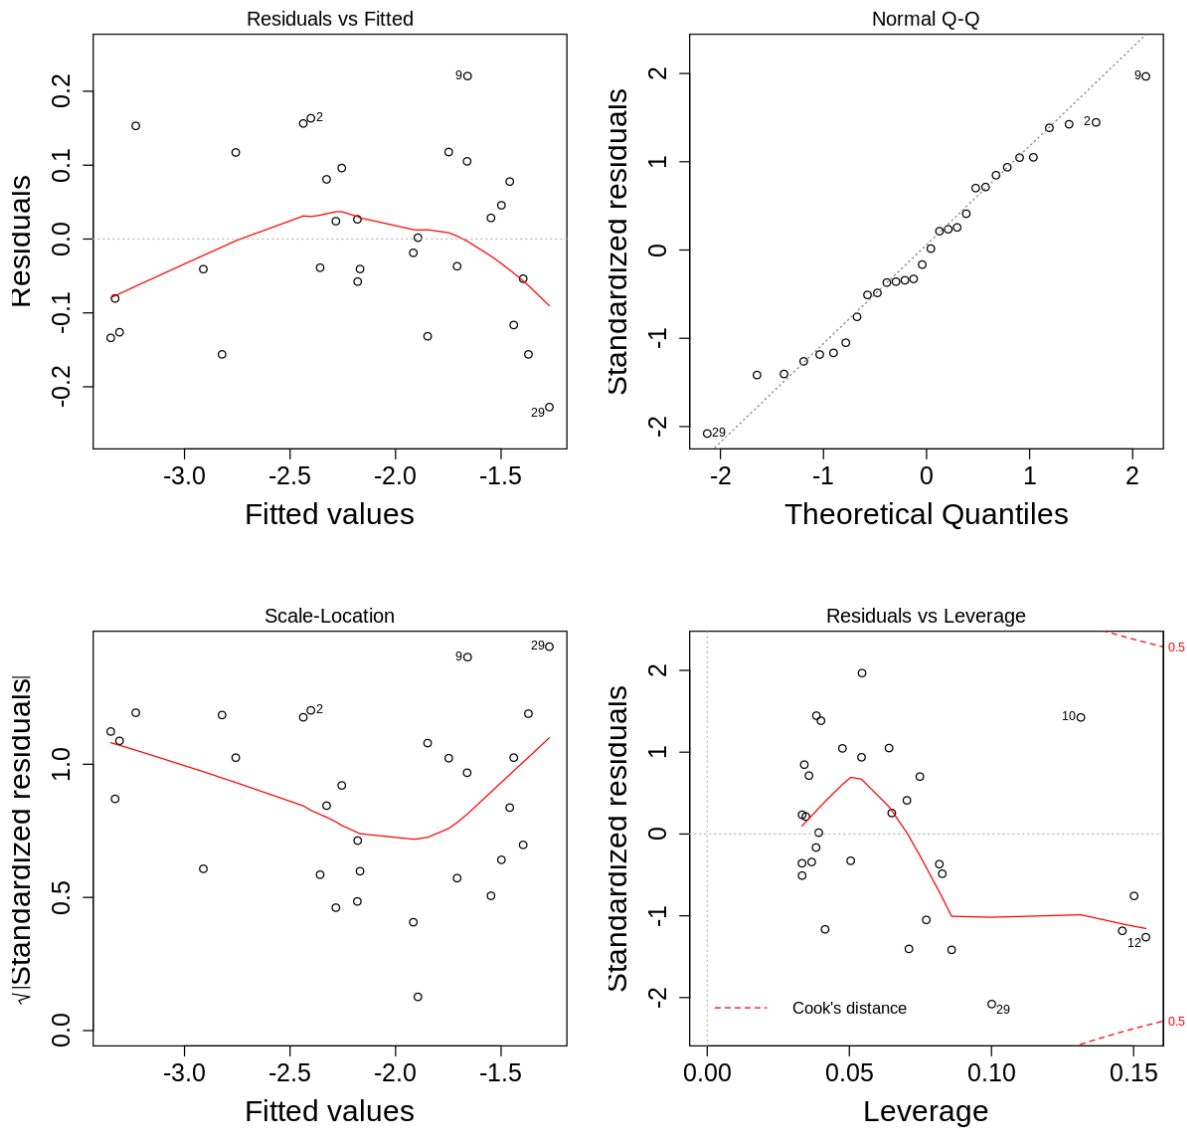 Residuals vs Fitted
Residuals
0.2
0.1
0.0
-0.1
-0.2
9
2
29
-3.0 -2.5 -2.0 -1.5
Fitted values
Normal Q-Q
Standardized residuals
2
1
0
-1
-2
9
2
29
-2 -1 0 1 2
Theoretical Quantiles
Scale-Location
√|Standardized residuals|
1.0
0.5
0.0
29
9
2
-3.0 -2.5 -2.0 -1.5
Fitted values
Residuals vs Leverage
Standardized residuals
2
1
0
-1
-2
0.5
10
12
29
Cook's distance
0.5
0.00 0.05 0.10 0.15
Leverage